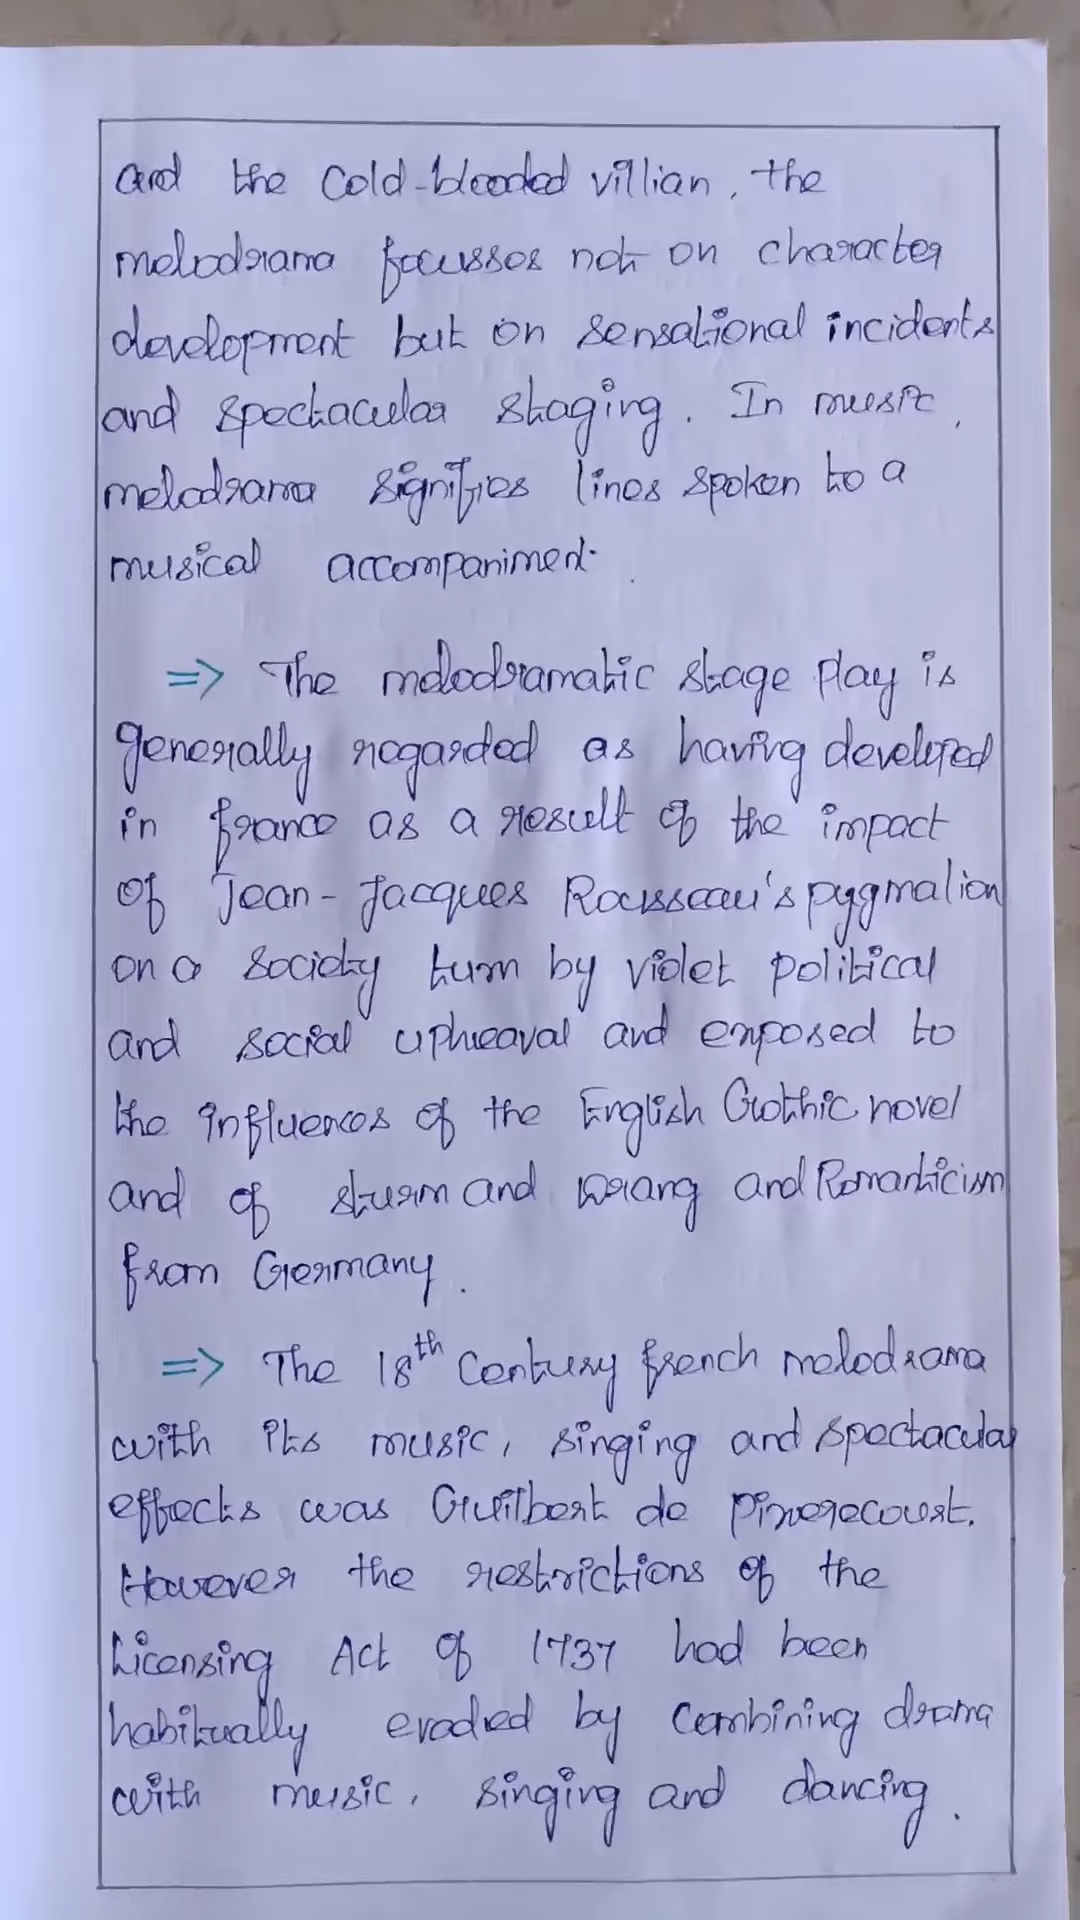 and the cold-blooded villian, the
melodrama focusses not on character
development but on sensational incidents
and spectacular staging. In music,
melodrama signifies lines spoken to a
musical accompaniment.
=> The melodramatic stage play is
generally regarded as having developed
in france as a result of the impact
of Jean-Jacques Rousseau's pygmalion
on a society turn by violet political
and social upheaval and exposed to
the influences of the English Gothic novel
and of sturm and Drang and Romanticism
from Germany.
=> The 18th Century french melodrama
with its music, singing and spectacular
effects was Guilbert de Pixerecourt.
However the restrictions of the
Licensing Act of 1737 had been
habitually evaded by combining drama
with music, singing and dancing.